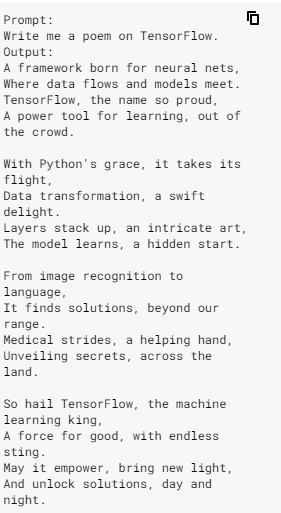 Prompt:
Write me a poem on TensorFlow.
Output:
A framework born for neural nets,
Where data flows and models meet.
TensorFlow, the name so proud,
A power tool for learning, out of
the crowd.
With Python's grace, it takes its
flight,
Data transformation, a swift
delight.
Layers stack up, an intricate art,
The model learns, a hidden start.
From image recognition to
language,
It finds solutions, beyond our
range.
Medical strides, a helping hand,
Unveiling secrets, across the
land.
So hail TensorFlow, the machine
learning king,
A force for good, with endless
sting.
May it empower, bring new light,
And unlock solutions, day and
night.